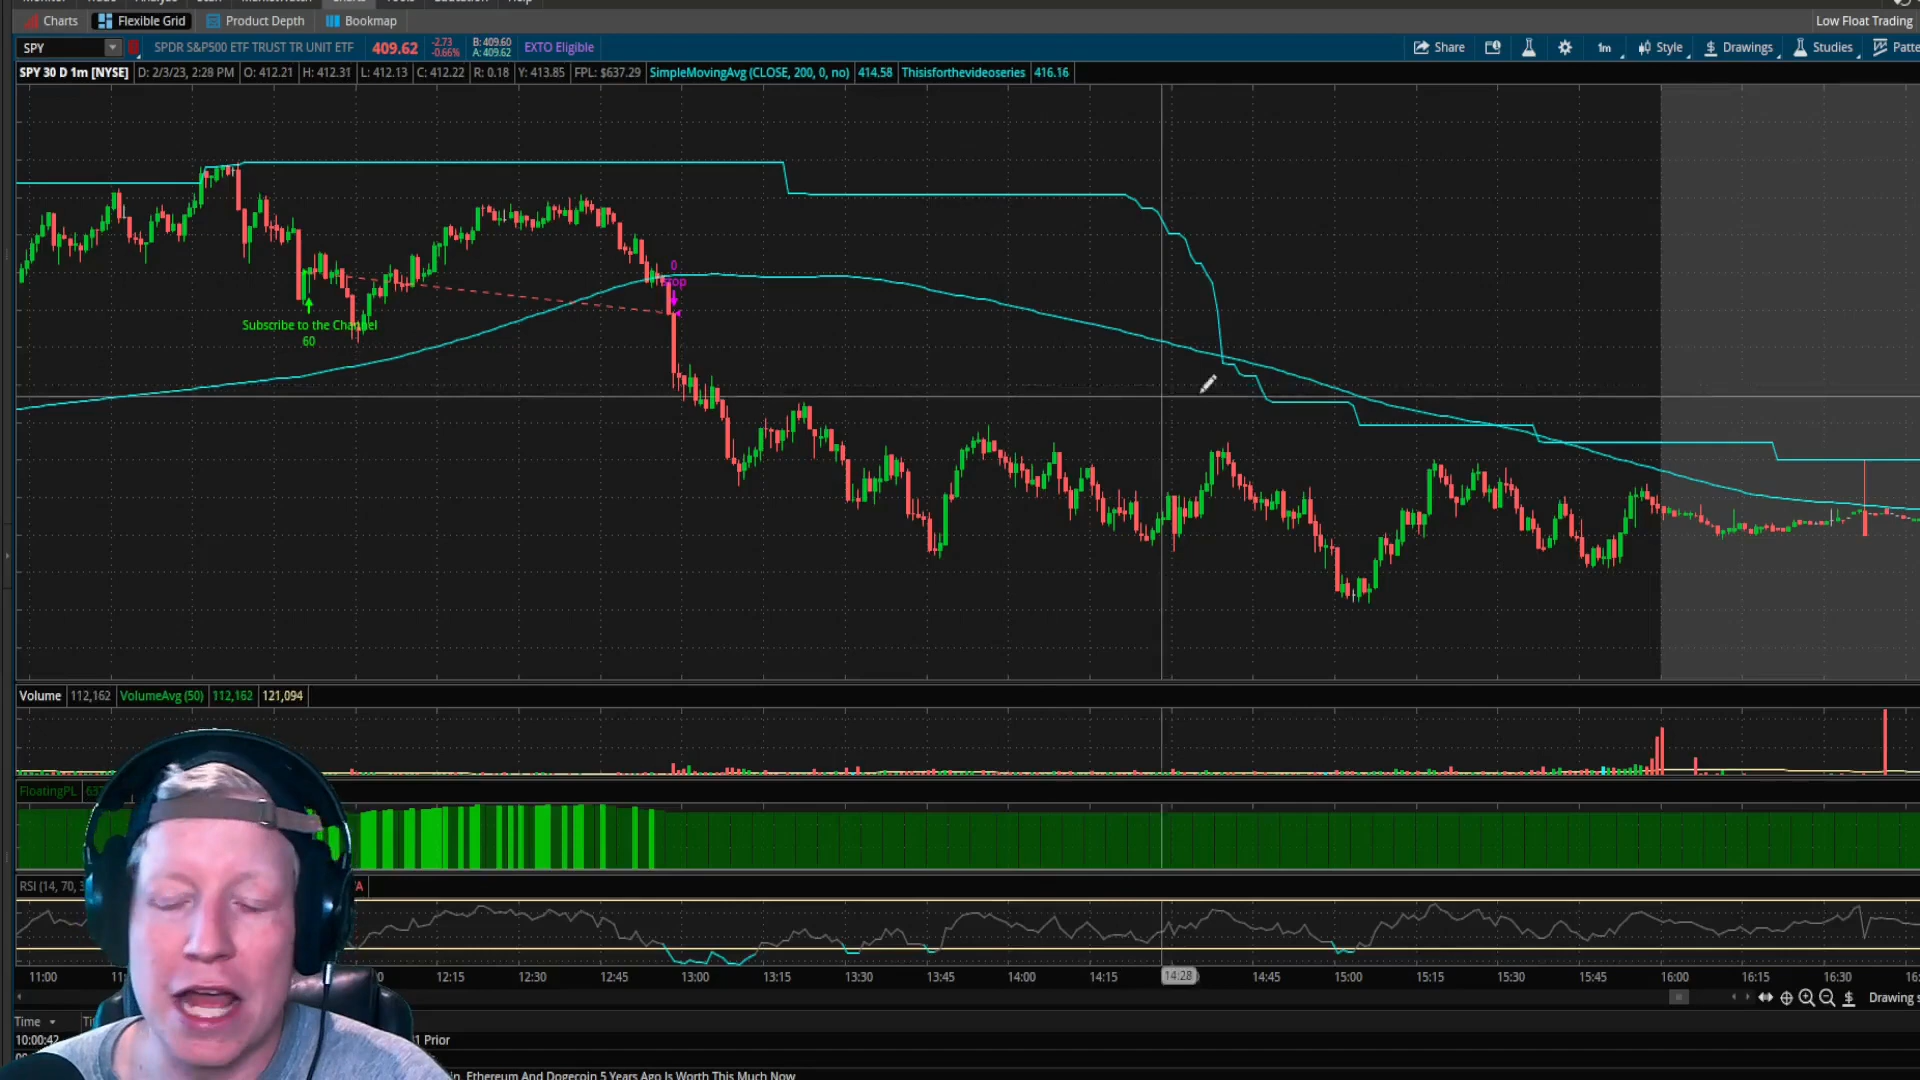 Charts Flexible Grid Product Depth Bookmap Low Float Trading
SPY SPDR S&P500 ETF TRUST TR UNIT ETF 409.62 -2.73 -0.66% B: 409.60 A: 409.62 EXTO Eligible Share 1m Style Drawings Studies Patte
SPY 30 D 1m [NYSE] D: 2/3/23, 2:28 PM O: 412.21 H: 412.31 L: 412.13 C: 412.22 R: 0.18 Y: 413.85 FPL: $637.29 SimpleMovingAvg (CLOSE, 200, 0, no) 414.58 Thisisforthevideoseries 416.16
0
Subscribe to the Channel
60
Volume 112,162 VolumeAvg (50) 112,162 121,094
FloatingPL
RSI (14, 70,
11:00 12:15 12:30 12:45 13:00 13:15 13:30 13:45 14:00 14:15 14:28 14:45 15:00 15:15 15:30 15:45 16:00 16:15 16:30
Drawing
Time
10:00:42 1 Prior
Ethereum And Dogecoin 5 Years Ago Is Worth This Much Now